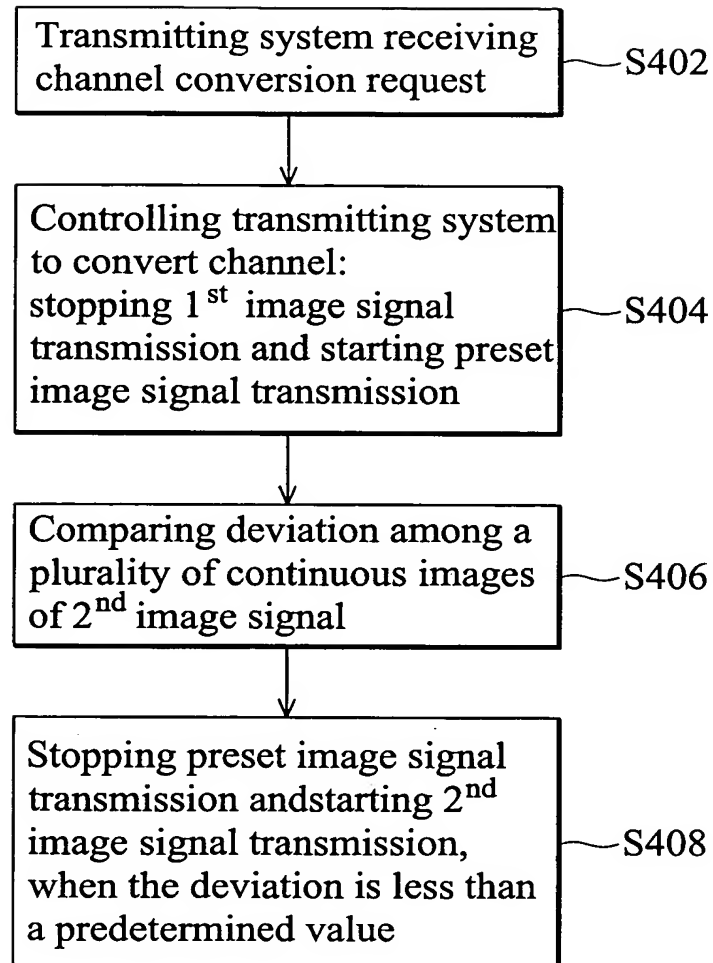 Transmitting system receiving
channel conversion request
S402
Controlling transmitting system
to convert channel:
stopping 1st image signal
transmission and starting preset
image signal transmission
S404
Comparing deviation among a
plurality of continuous images
of 2nd image signal
S406
Stopping preset image signal
transmission andstarting 2nd
image signal transmission,
when the deviation is less than
a predetermined value
S408